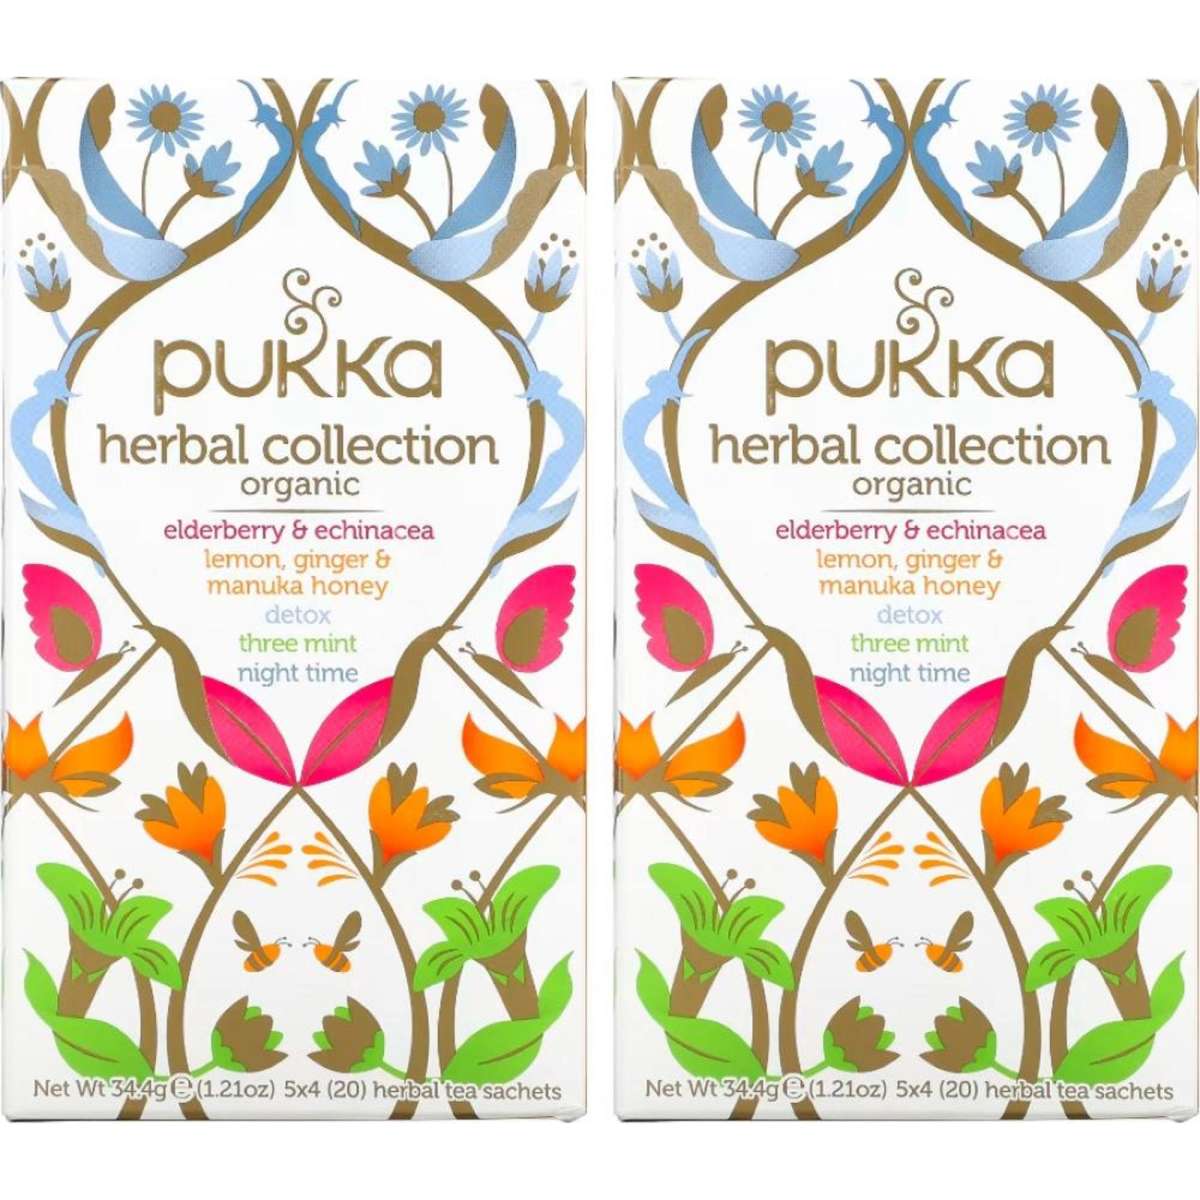 pukka
herbal collection
organic
elderberry & echinacea
lemon, ginger &
manuka honey
detox
three mint
night time
Net Wt 34.4g ℮ (1.21oz) 5x4 (20) herbal tea sachets
pukka
herbal collection
organic
elderberry & echinacea
lemon, ginger &
manuka honey
detox
three mint
night time
Net Wt 34.4g ℮ (1.21oz) 5x4 (20) herbal tea sachets